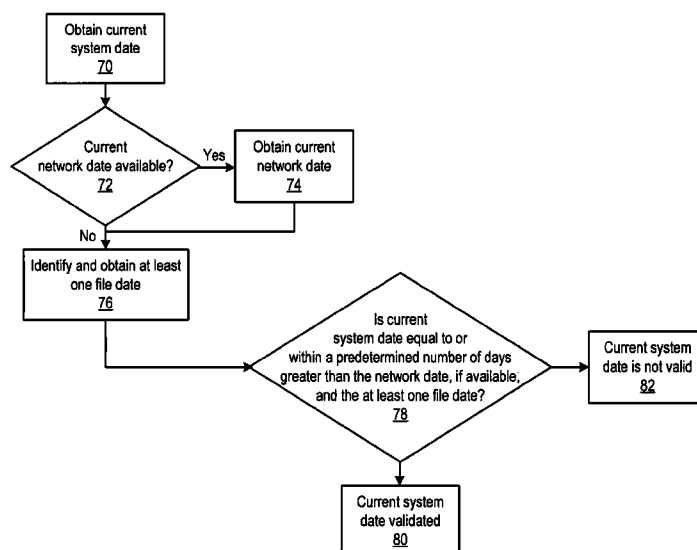 Obtain current
system date
70
Current
network date available?
72
Yes
Obtain current
network date
74
No
Identify and obtain at least
one file date
76
Is current
system date equal to or
within a predetermined number of days
greater than the network date, if available,
and the at least one file date?
78
Current system
date is not valid
82
Current system
date validated
80